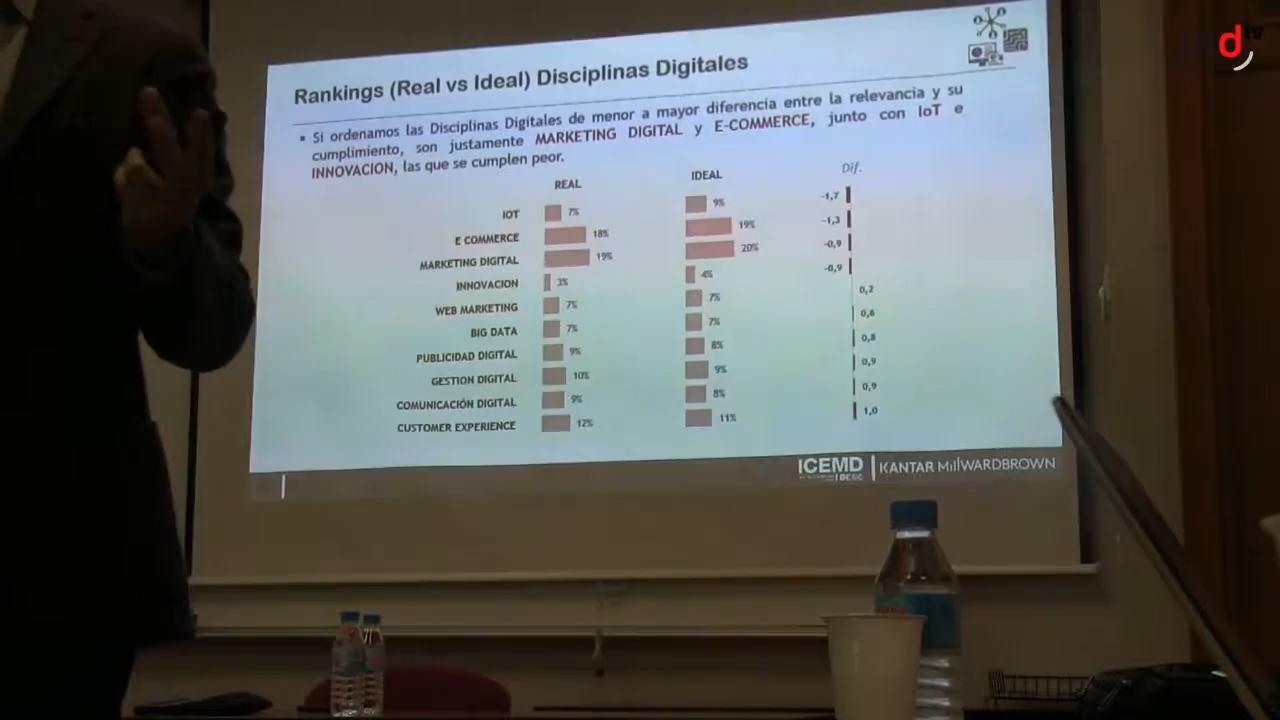 Rankings (Real vs Ideal) Disciplinas Digitales
▪ Si ordenamos las Disciplinas Digitales de menor a mayor diferencia entre la relevancia y su
cumplimiento, son justamente MARKETING DIGITAL y E-COMMERCE, junto con IoT e
INNOVACION, las que se cumplen peor.
REAL IDEAL Dif.
IOT 7% 9% -1,7
E COMMERCE 18% 19% -1,3
MARKETING DIGITAL 19% 20% -0,9
INNOVACION 3% 4% -0,9
WEB MARKETING 7% 7% 0,2
BIG DATA 7% 7% 0,6
PUBLICIDAD DIGITAL 9% 8% 0,8
GESTION DIGITAL 10% 9% 0,9
COMUNICACIÓN DIGITAL 9% 8% 0,9
CUSTOMER EXPERIENCE 12% 11% 1,0
ICEMD KANTAR MillWARDBROWN
d tv